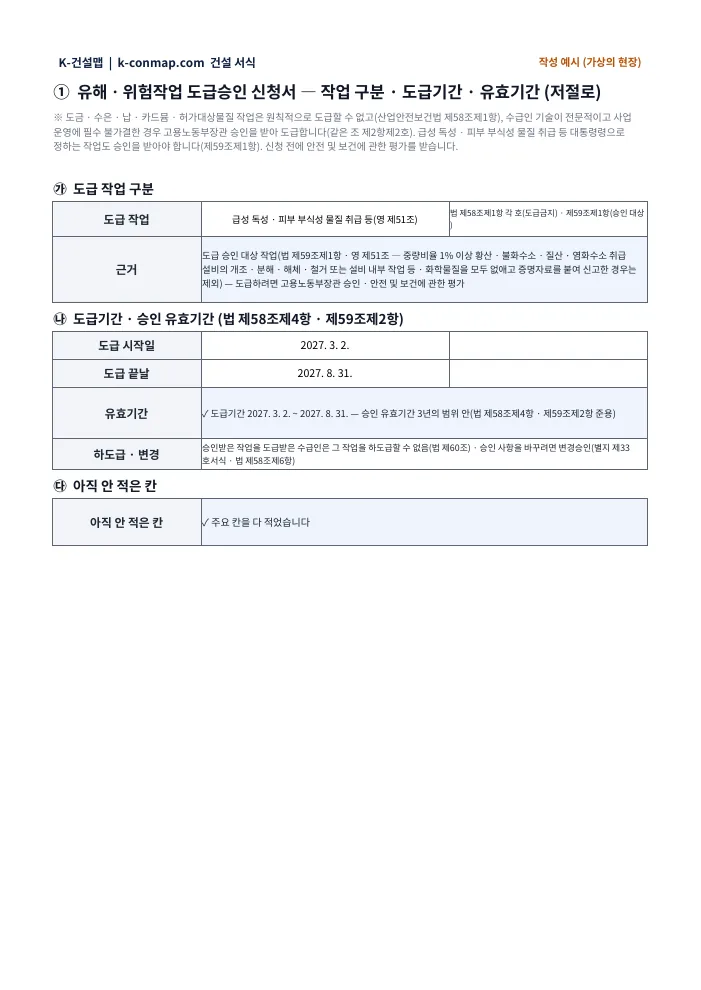 K-건설맵 | k-conmap.com 건설 서식
작성 예시 (가상의 현장)
① 유해 · 위험작업 도급승인 신청서 — 작업 구분 · 도급기간 · 유효기간 (저절로)
※ 도금 · 수은 · 납 · 카드뮴 · 허가대상물질 작업은 원칙적으로 도급할 수 없고(산업안전보건법 제58조제1항), 수급인 기술이 전문적이고 사업
운영에 필수 불가결한 경우 고용노동부장관 승인을 받아 도급합니다(같은 조 제2항제2호). 급성 독성 · 피부 부식성 물질 취급 등 대통령령으로
정하는 작업도 승인을 받아야 합니다(제59조제1항). 신청 전에 안전 및 보건에 관한 평가를 받습니다.
㉮ 도급 작업 구분
도급 작업
급성 독성 · 피부 부식성 물질 취급 등(영 제51조)
법 제58조제1항 각 호(도급금지) · 제59조제1항(승인 대상
)
근거
도급 승인 대상 작업(법 제59조제1항 · 영 제51조 — 중량비율 1% 이상 황산 · 불화수소 · 질산 · 염화수소 취급
설비의 개조 · 분해 · 해체 · 철거 또는 설비 내부 작업 등 · 화학물질을 모두 없애고 증명자료를 붙여 신고한 경우는
제외) — 도급하려면 고용노동부장관 승인 · 안전 및 보건에 관한 평가
㉯ 도급기간 · 승인 유효기간 (법 제58조제4항 · 제59조제2항)
도급 시작일
2027. 3. 2.
도급 끝날
2027. 8. 31.
유효기간
✓ 도급기간 2027. 3. 2. ~ 2027. 8. 31. — 승인 유효기간 3년의 범위 안(법 제58조제4항 · 제59조제2항 준용)
하도급 · 변경
승인받은 작업을 도급받은 수급인은 그 작업을 하도급할 수 없음(법 제60조) · 승인 사항을 바꾸려면 변경승인(별지 제33
호서식 · 법 제58조제6항)
㉰ 아직 안 적은 칸
아직 안 적은 칸
✓ 주요 칸을 다 적었습니다